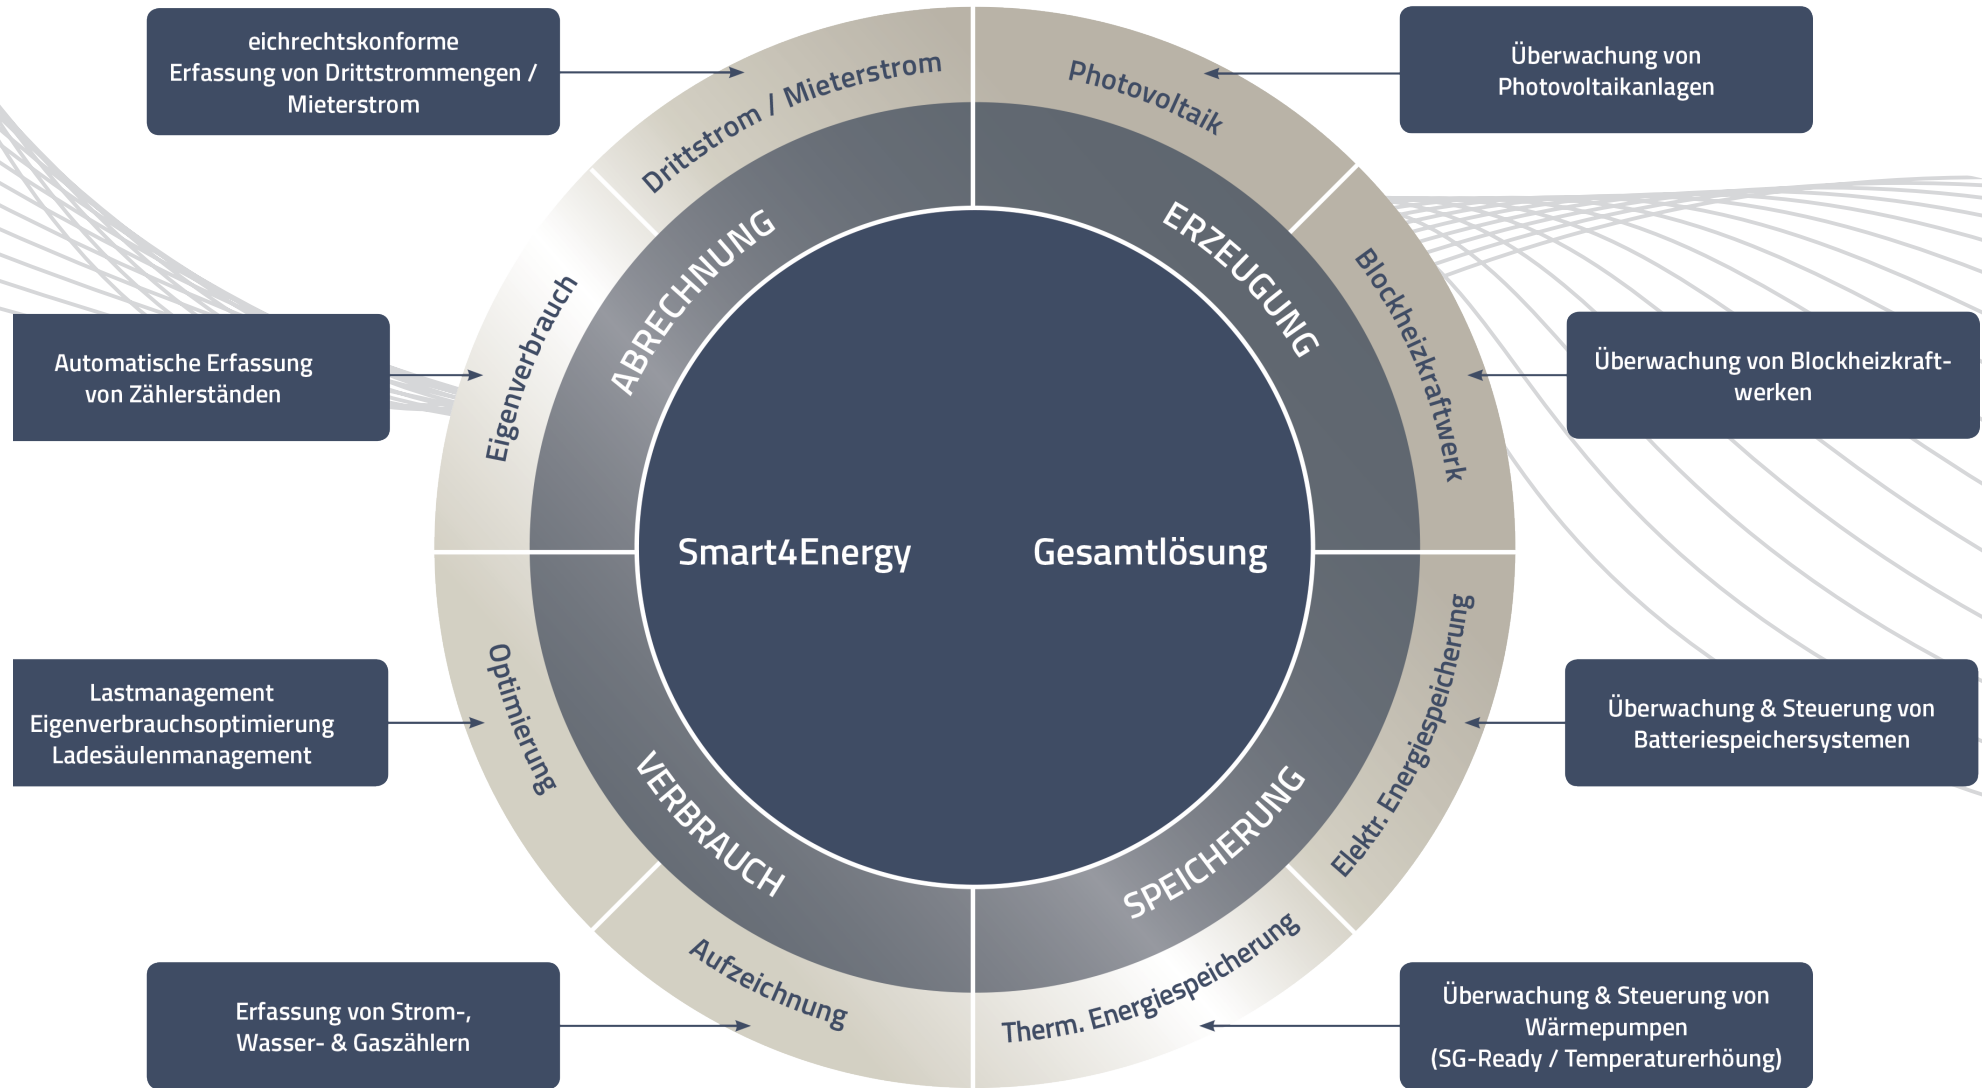 eichrechtskonforme
Erfassung von Drittstrommengen /
Mieterstrom
Überwachung von
Photovoltaikanlagen
Drittstrom / Mieterstrom
Photovoltaik
ABRECHNUNG
ERZEUGUNG
Eigenverbrauch
Blockheizkraftwerk
Automatische Erfassung
von Zählerständen
Überwachung von Blockheizkraft-
werken
Smart4Energy Gesamtlösung
Lastmanagement
Eigenverbrauchsoptimierung
Ladesäulenmanagement
Optimierung
Elektr. Energiespeicherung
Überwachung & Steuerung von
Batteriespeichersystemen
VERBRAUCH
SPEICHERUNG
Aufzeichnung
Therm. Energiespeicherung
Erfassung von Strom-,
Wasser- & Gaszählern
Überwachung & Steuerung von
Wärmepumpen
(SG-Ready / Temperaturerhöung)